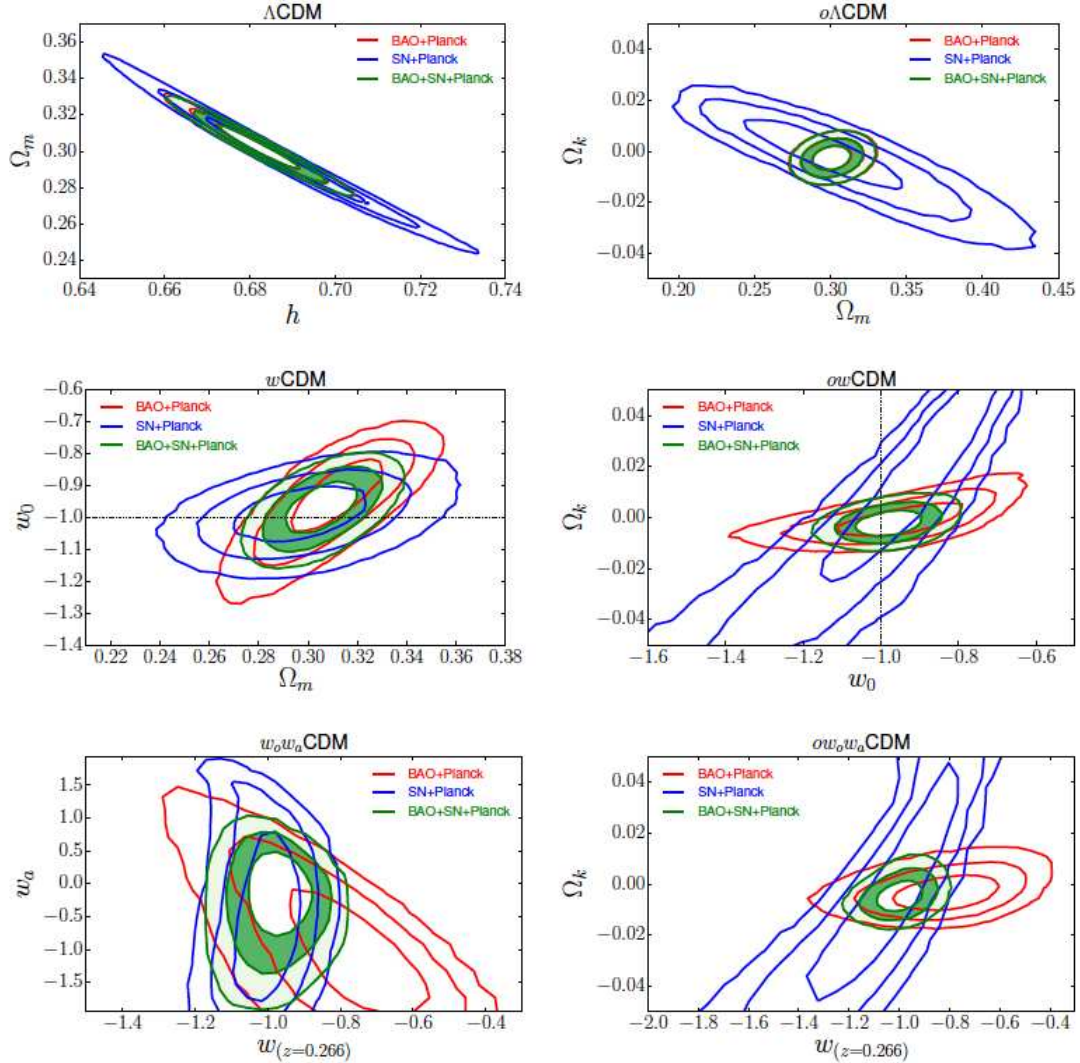 ΛCDM
BAO+Planck
SN+Planck
BAO+SN+Planck
0.36
0.34
0.32
0.30
0.28
0.26
0.24
Ωm
0.64 0.66 0.68 0.70 0.72 0.74
h
oΛCDM
BAO+Planck
SN+Planck
BAO+SN+Planck
0.04
0.02
0.00
−0.02
−0.04
Ωk
0.20 0.25 0.30 0.35 0.40 0.45
Ωm
wCDM
BAO+Planck
SN+Planck
BAO+SN+Planck
−0.6
−0.7
−0.8
−0.9
−1.0
−1.1
−1.2
−1.3
−1.4
w0
0.22 0.24 0.26 0.28 0.30 0.32 0.34 0.36 0.38
Ωm
owCDM
BAO+Planck
SN+Planck
BAO+SN+Planck
0.04
0.02
0.00
−0.02
−0.04
Ωk
−1.6 −1.4 −1.2 −1.0 −0.8 −0.6
w0
wowaCDM
BAO+Planck
SN+Planck
BAO+SN+Planck
1.5
1.0
0.5
0.0
−0.5
−1.0
−1.5
wa
−1.4 −1.2 −1.0 −0.8 −0.6 −0.4
w(z=0.266)
owowaCDM
BAO+Planck
SN+Planck
BAO+SN+Planck
0.04
0.02
0.00
−0.02
−0.04
Ωk
−2.0 −1.8 −1.6 −1.4 −1.2 −1.0 −0.8 −0.6 −0.4
w(z=0.266)